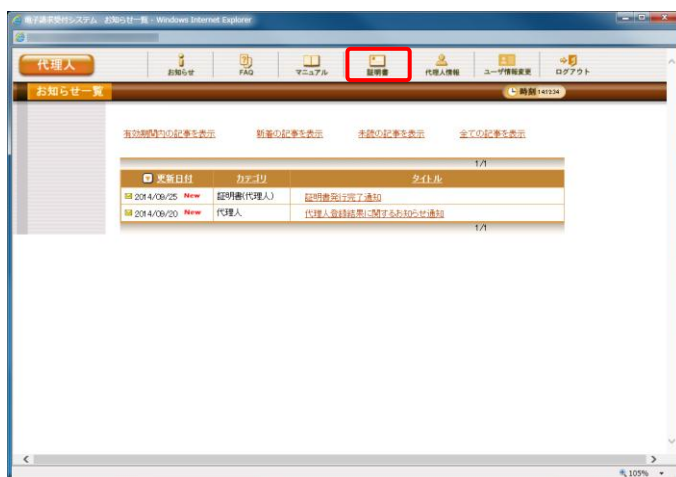 電子請求受付システム お知らせ一覧 - Windows Internet Explorer
代理人
お知らせ
FAQ
マニュアル
証明書
代理人情報
ユーザ情報変更
ログアウト
お知らせ一覧
時刻 14:12:34
有効期間内の記事を表示 新着の記事を表示 未読の記事を表示 全ての記事を表示
1/1
更新日付 カテゴリ タイトル
2014/09/25 New 証明書(代理人) 証明書発行完了通知
2014/09/20 New 代理人 代理人登録結果に関するお知らせ通知
1/1
105%